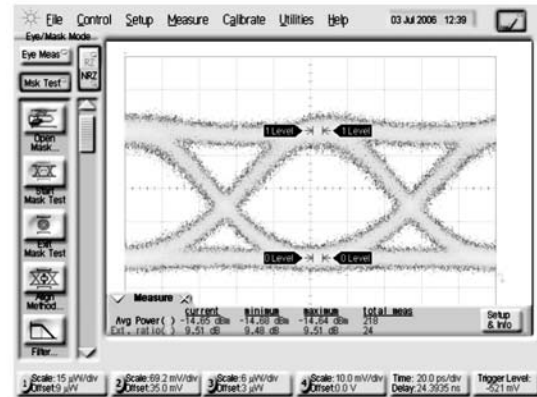 File Control Setup Measure Calibrate Utilities Help 03 Jul 2006 12:39
Eye/Mask Mode
Eye Meas
RZ
NRZ
Msk Test
Open Mask...
Start Mask Test
Exit Mask Test
Align Method...
Filter...
1 Level 1 Level
0 Level 0 Level
Measure
current minimum maximum total meas
Avg Power( ) -14.65 dBm -14.68 dBm -14.64 dBm 218
Ext. ratio( ) 9.51 dB 9.48 dB 9.51 dB 24
Setup & Info
1 Scale:15 µW/div 2 Scale:69.2 mV/div 3 Scale:6 µW/div 4 Scale:10.0 mV/div Time:20.0 ps/div Trigger Level:
Offset:9 µW Offset:35.0 mV Offset:3 µW Offset:0.0 V Delay:24.3935 ns -521 mV